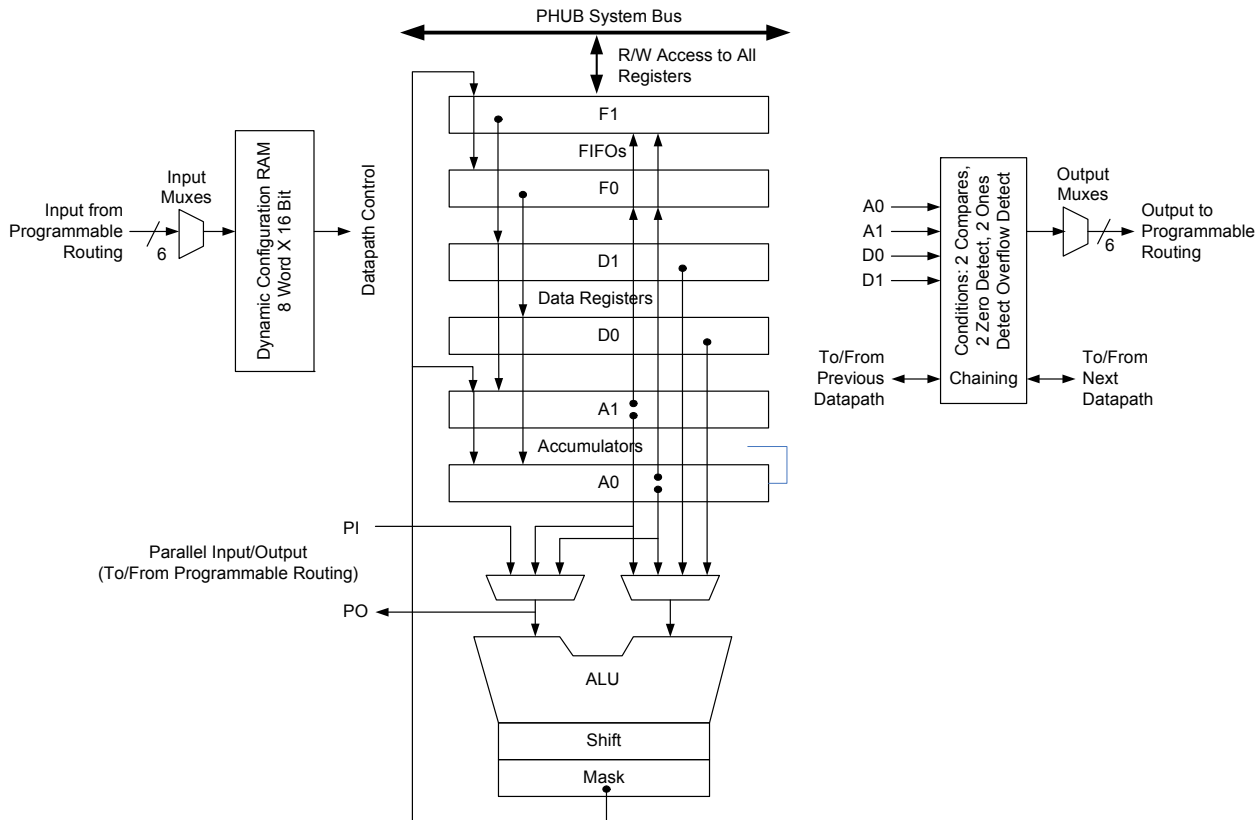 PHUB System Bus
R/W Access to All
Registers
F1
FIFOs
F0
D1
Data Registers
D0
A1
Accumulators
A0
Input from
Programmable
Routing
6
Input
Muxes
Dynamic Configuration RAM
8 Word X 16 Bit
Datapath Control
PI
Parallel Input/Output
(To/From Programmable Routing)
PO
ALU
Shift
Mask
A0
A1
D0
D1
Conditions: 2 Compares,
2 Zero Detect, 2 Ones
Detect Overflow Detect
Chaining
To/From
Previous
Datapath
To/From
Next
Datapath
Output
Muxes
6
Output to
Programmable
Routing